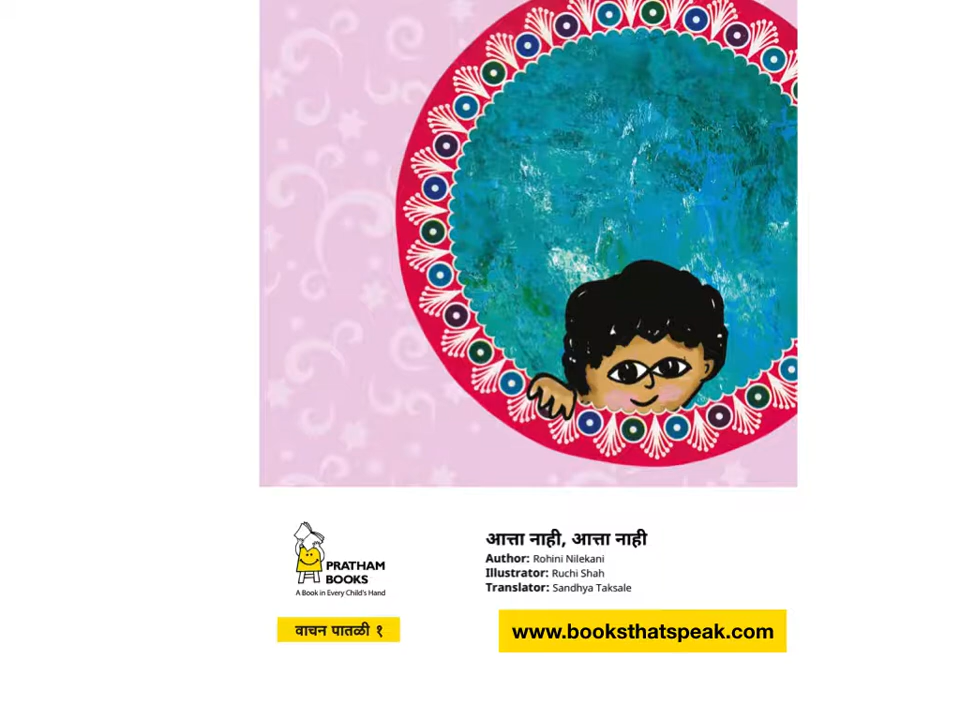 PRATHAM
BOOKS
A Book in Every Child's Hand
वाचन पातळी १
आत्ता नाही, आत्ता नाही
Author: Rohini Nilekani
Illustrator: Ruchi Shah
Translator: Sandhya Taksale
www.booksthatspeak.com